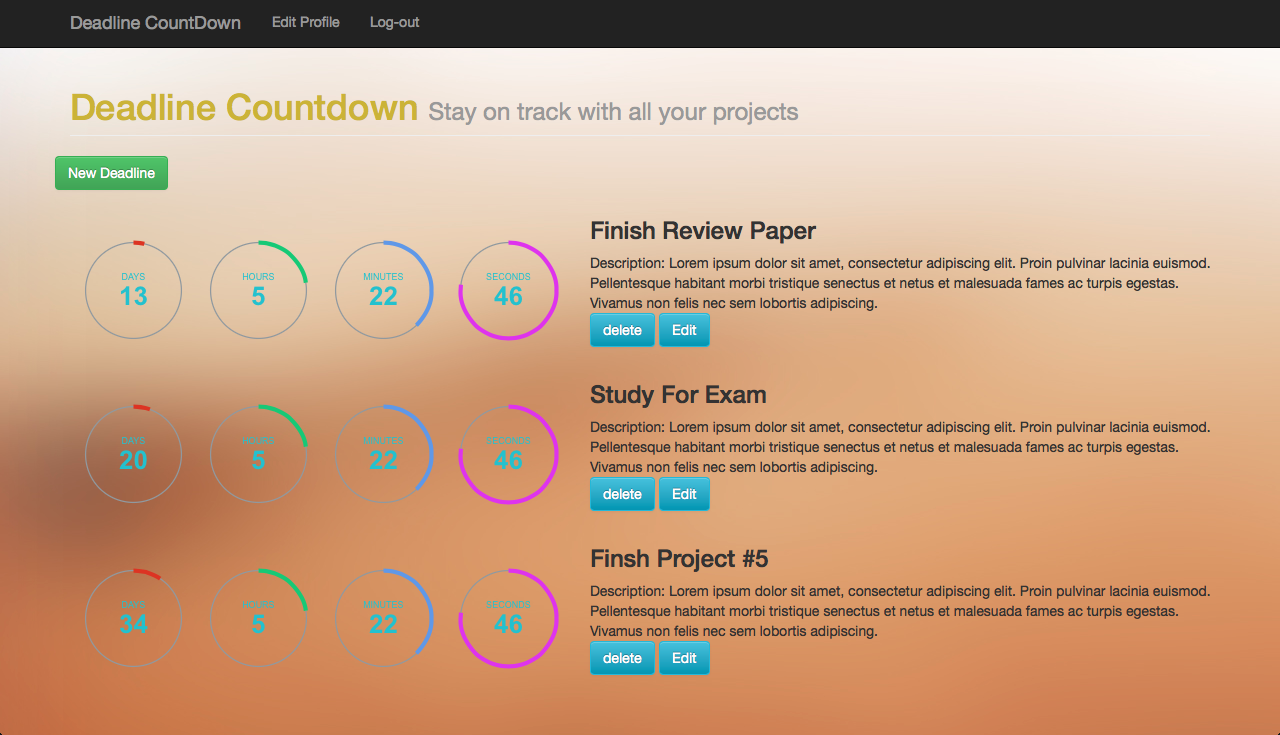 Deadline CountDown Edit Profile Log-out
Deadline Countdown Stay on track with all your projects
New Deadline
DAYS
13
HOURS
5
MINUTES
22
SECONDS
46
Finish Review Paper
Description: Lorem ipsum dolor sit amet, consectetur adipiscing elit. Proin pulvinar lacinia euismod.
Pellentesque habitant morbi tristique senectus et netus et malesuada fames ac turpis egestas.
Vivamus non felis nec sem lobortis adipiscing.
delete Edit
DAYS
20
HOURS
5
MINUTES
22
SECONDS
46
Study For Exam
Description: Lorem ipsum dolor sit amet, consectetur adipiscing elit. Proin pulvinar lacinia euismod.
Pellentesque habitant morbi tristique senectus et netus et malesuada fames ac turpis egestas.
Vivamus non felis nec sem lobortis adipiscing.
delete Edit
DAYS
34
HOURS
5
MINUTES
22
SECONDS
46
Finsh Project #5
Description: Lorem ipsum dolor sit amet, consectetur adipiscing elit. Proin pulvinar lacinia euismod.
Pellentesque habitant morbi tristique senectus et netus et malesuada fames ac turpis egestas.
Vivamus non felis nec sem lobortis adipiscing.
delete Edit